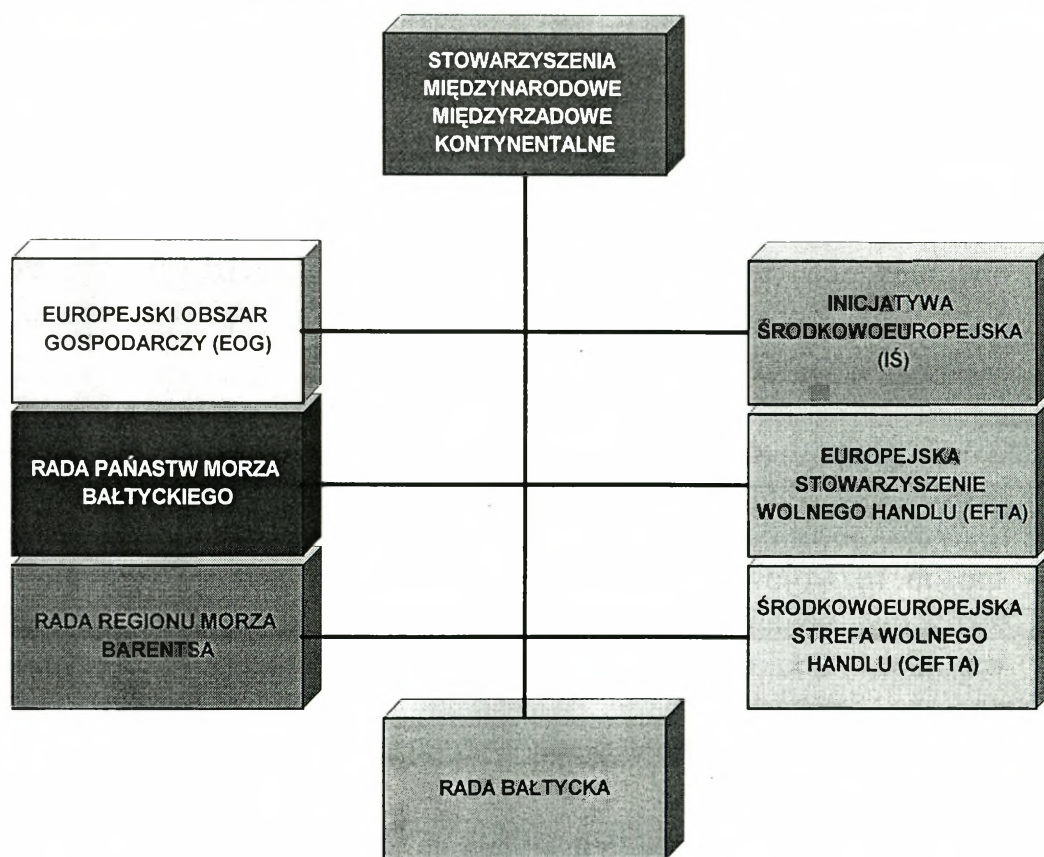 STOWARZYSZENIA
MIĘDZYNARODOWE
MIĘDZYRZADOWE
KONTYNENTALNE
EUROPEJSKI OBSZAR
GOSPODARCZY (EOG)
RADA PAŃASTW MORZA
BAŁTYCKIEGO
RADA REGIONU MORZA
BARENTSA
INICJATYWA
ŚRODKOWOEUROPEJSKA
(IŚ)
EUROPEJSKA
STOWARZYSZENIE
WOLNEGO HANDLU (EFTA)
ŚRODKOWOEUROPEJSKA
STREFA WOLNEGO
HANDLU (CEFTA)
RADA BAŁTYCKA